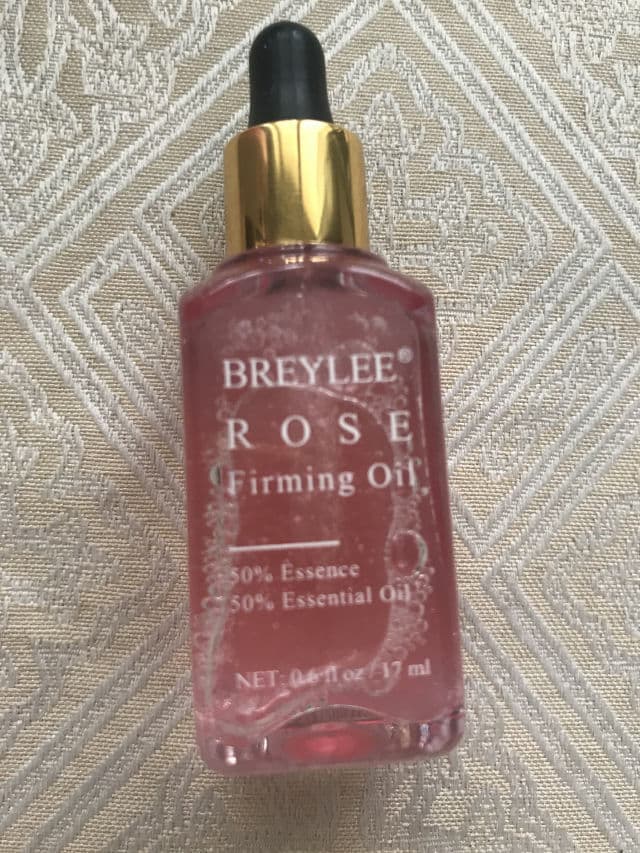 BREYLEE®
ROSE
Firming Oil
50% Essence
50% Essential Oil
NET: 0.6 fl oz / 17 ml